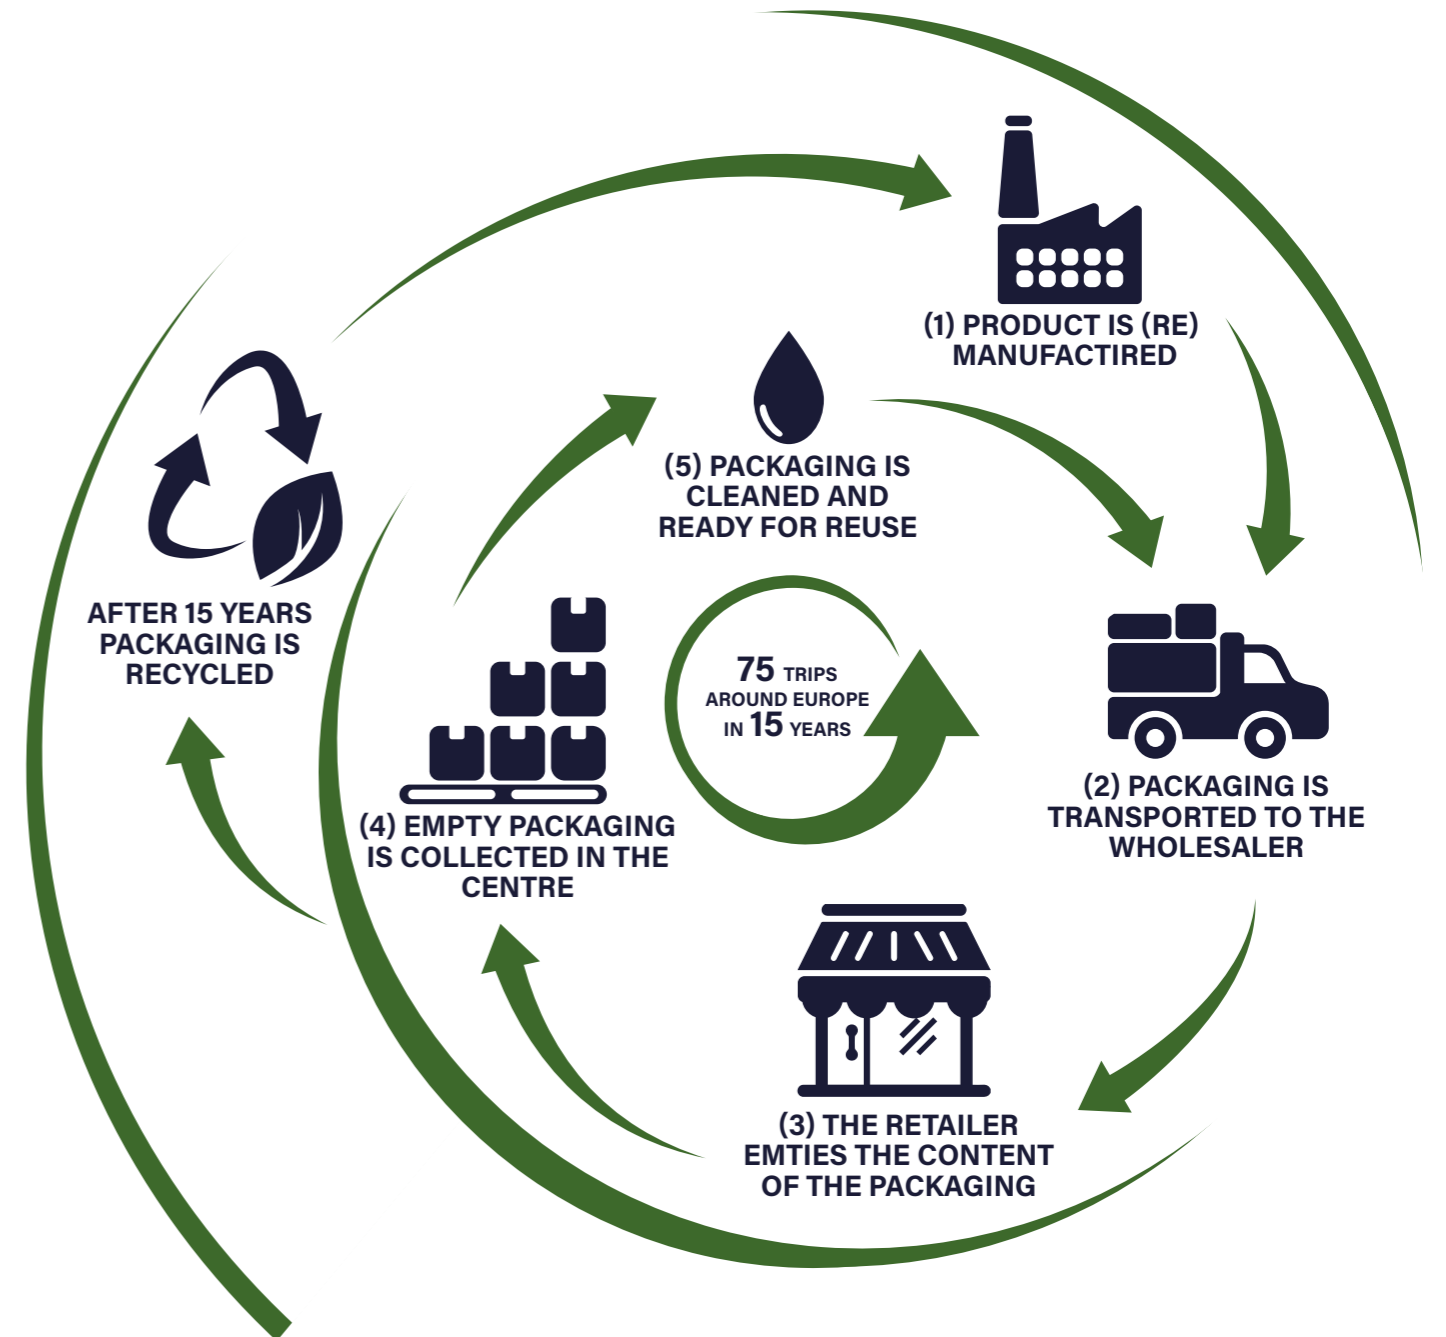 (1) PRODUCT IS (RE)
MANUFACTIRED
(5) PACKAGING IS
CLEANED AND
READY FOR REUSE
AFTER 15 YEARS
PACKAGING IS
RECYCLED
75 TRIPS
AROUND EUROPE
IN 15 YEARS
(2) PACKAGING IS
TRANSPORTED TO THE
WHOLESALER
(4) EMPTY PACKAGING
IS COLLECTED IN THE
CENTRE
(3) THE RETAILER
EMTIES THE CONTENT
OF THE PACKAGING